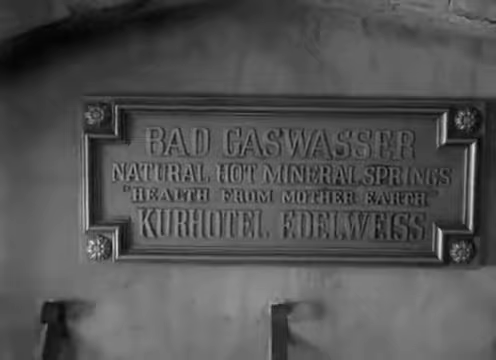 BAD GASWASSER
NATURAL HOT MINERAL SPRINGS
"HEALTH FROM MOTHER EARTH"
KURHOTEL EDELWEISS